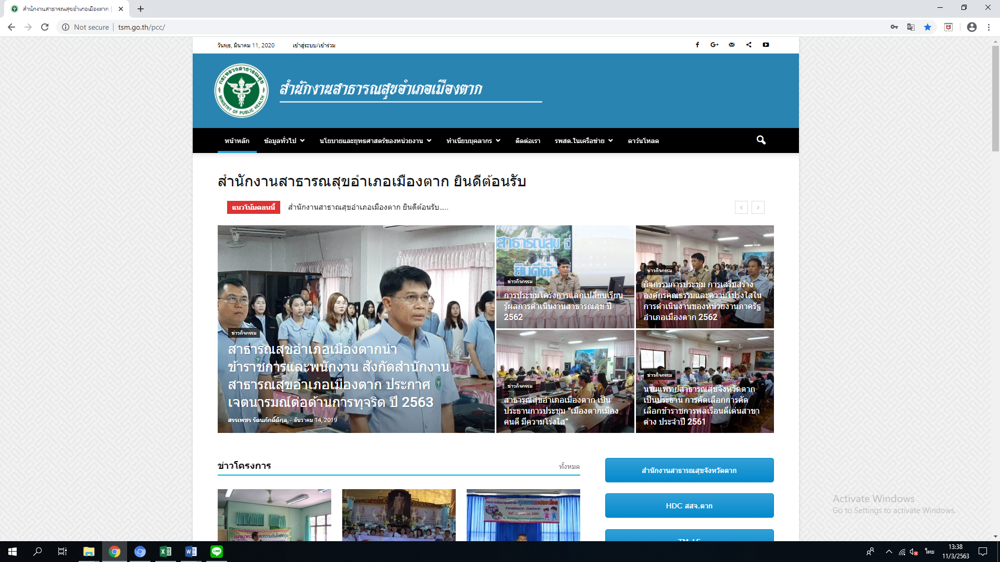 สำนักงานสาธารณสุขอำเภอเมืองตาก |
Not secure
tsm.go.th/pcc/
วันพุธ, มีนาคม 11, 2020
เข้าสู่ระบบ/เข้าร่วม
กระทรวงสาธารณสุข
MINISTRY OF PUBLIC HEALTH
สำนักงานสาธารณสุขอำเภอเมืองตาก
หน้าหลัก
ข้อมูลทั่วไป
นโยบายและยุทธศาสตร์ของหน่วยงาน
ทำเนียบบุคลากร
ติดต่อเรา
รพสต.ในเครือข่าย
ดาว์นโหลด
สำนักงานสาธารณสุขอำเภอเมืองตาก ยินดีต้อนรับ
แนวโน้มตอนนี้
สำนักงานสาธาณสุขอำเภอเมืองตาก ยินดีต้อนรับ.....
ข่าวกิจกรรม
สาธารณสุขอำเภอเมืองตากนำ
ข้าราชการและพนักงาน สังกัดสำนักงาน
สาธารณสุขอำเภอเมืองตาก ประกาศ
เจตนารมณ์ต่อต้านการทุจริต ปี 2563
สรรเพชร รัตนภักดิ์ดีกุล - ธันวาคม 14, 2019
สาธารณสุข อ
ยินดีต้อ
ข่าวกิจกรรม
การประชุมโครงการแลกเปลี่ยนเรียน
รู้ผลการดำเนินงานสาธารณสุข ปี
2562
ข่าวกิจกรรม
กิจกรรมการประชุม การเสริมสร้าง
องค์กรคุณธรรมและความโปร่งใสใน
การดำเนินงานของหน่วยงานภาครัฐ
อำเภอเมืองตาก 2562
ข่าวกิจกรรม
สาธารณสุขอำเภอเมืองตาก เป็น
ประธานการประชุม “เมืองตากเมือง
คนดี มีความโร่งใส”
ข่าวกิจกรรม
นายแพทย์สาธารณสุขจังหวัดตาก
เป็นประธาน การคัดเลือกการคัด
เลือกข้าราชการพลเรือนดีเด่นสาขา
ต่าง ประจำปี 2561
ข่าวโครงการ
ทั้งหมด
สำนักงานสาธารณสุขจังหวัดตาก
HDC สสจ.ตาก
TM 15
Activate Windows
Go to Settings to activate Windows.
LINE
ไทย
13:38
11/3/2563